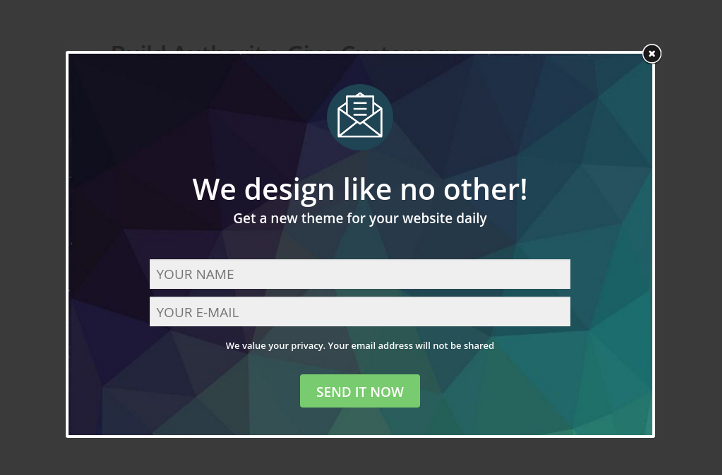 We design like no other!
Get a new theme for your website daily
YOUR NAME
YOUR E-MAIL
We value your privacy. Your email address will not be shared
SEND IT NOW